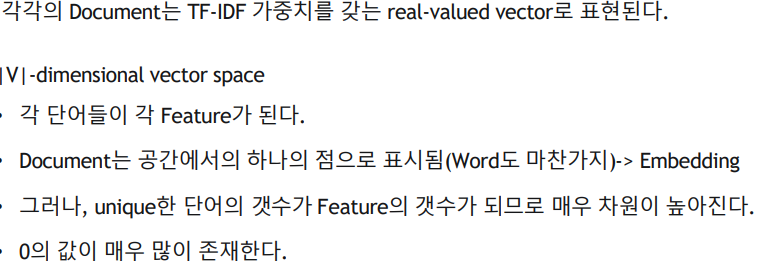 각각의 Document는 TF-IDF 가중치를 갖는 real-valued vector로 표현된다.
|V|-dimensional vector space
• 각 단어들이 각 Feature가 된다.
• Document는 공간에서의 하나의 점으로 표시됨(Word도 마찬가지)-> Embedding
• 그러나, unique한 단어의 갯수가 Feature의 갯수가 되므로 매우 차원이 높아진다.
• 0의 값이 매우 많이 존재한다.